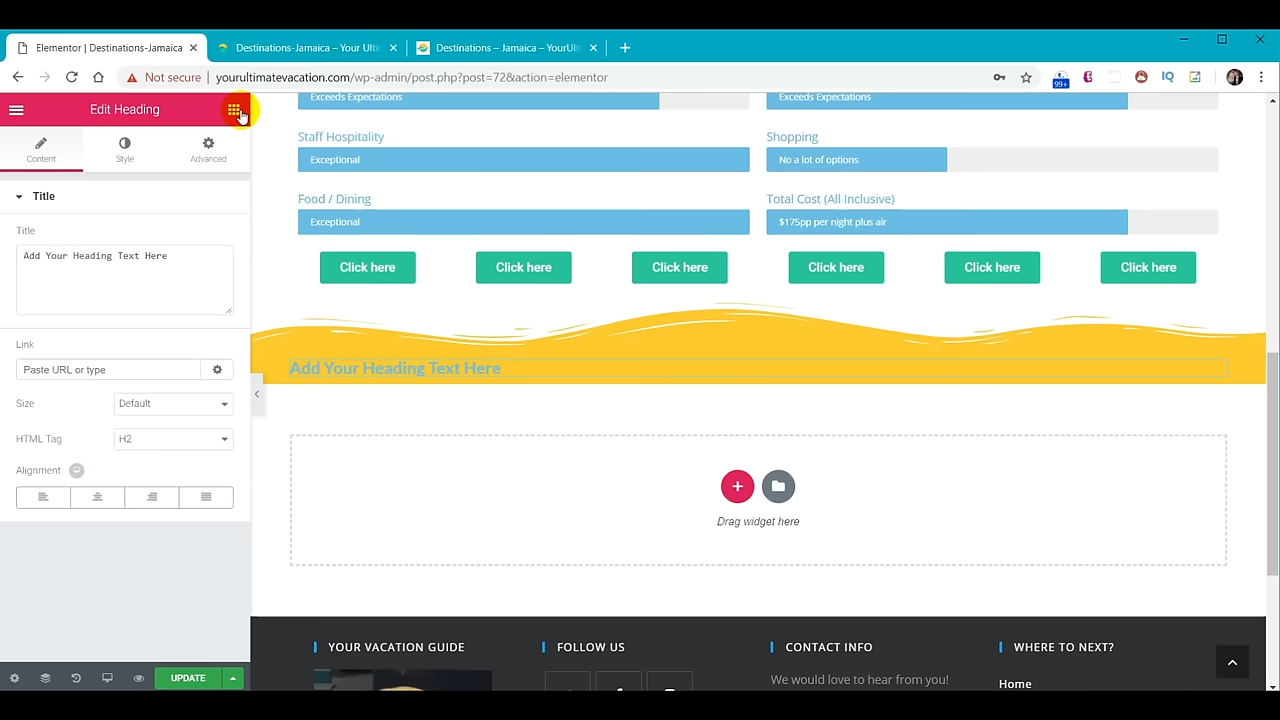 Elementor | Destinations-Jamaica
Destinations-Jamaica – Your Ulti
Destinations – Jamaica – YourUlt
Not secure
yourultimatevacation.com/wp-admin/post.php?post=72&action=elementor
99+
IQ
Edit Heading
Content
Style
Advanced
Title
Title
Add Your Heading Text Here
Link
Paste URL or type
Size
Default
HTML Tag
H2
Alignment
UPDATE
Exceeds Expectations
Exceeds Expectations
Staff Hospitality
Shopping
Exceptional
No a lot of options
Food / Dining
Total Cost (All Inclusive)
Exceptional
$175pp per night plus air
Click here
Click here
Click here
Click here
Click here
Click here
Add Your Heading Text Here
Drag widget here
YOUR VACATION GUIDE
FOLLOW US
CONTACT INFO
WHERE TO NEXT?
We would love to hear from you!
Home